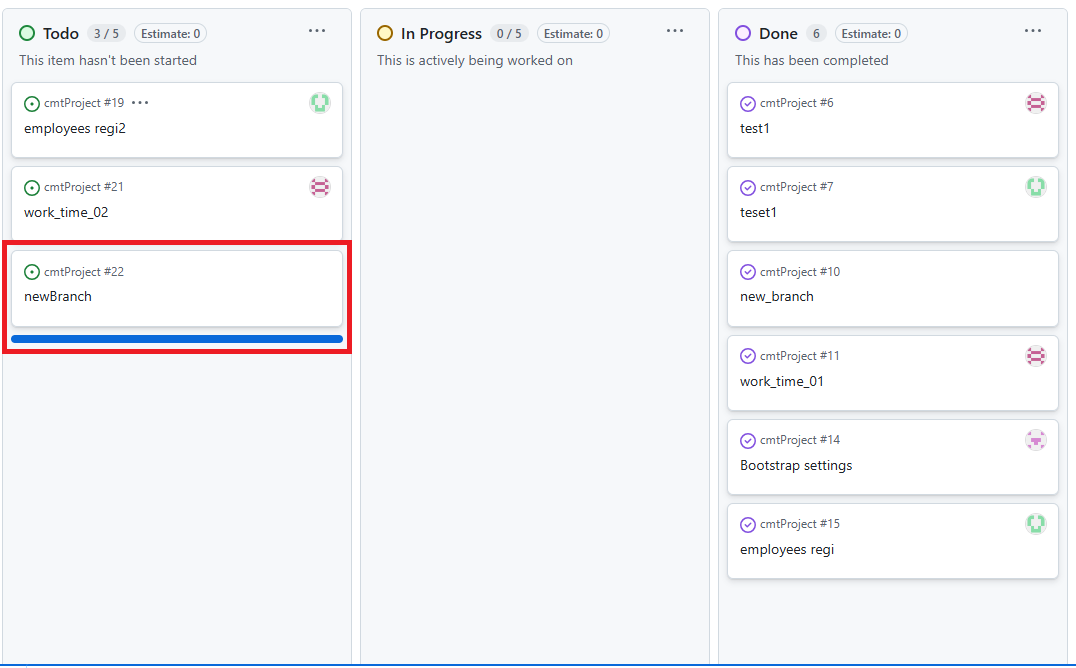 Todo 3 / 5 Estimate: 0
This item hasn't been started
cmtProject #19
employees regi2
cmtProject #21
work_time_02
cmtProject #22
newBranch
In Progress 0 / 5 Estimate: 0
This is actively being worked on
Done 6 Estimate: 0
This has been completed
cmtProject #6
test1
cmtProject #7
teset1
cmtProject #10
new_branch
cmtProject #11
work_time_01
cmtProject #14
Bootstrap settings
cmtProject #15
employees regi